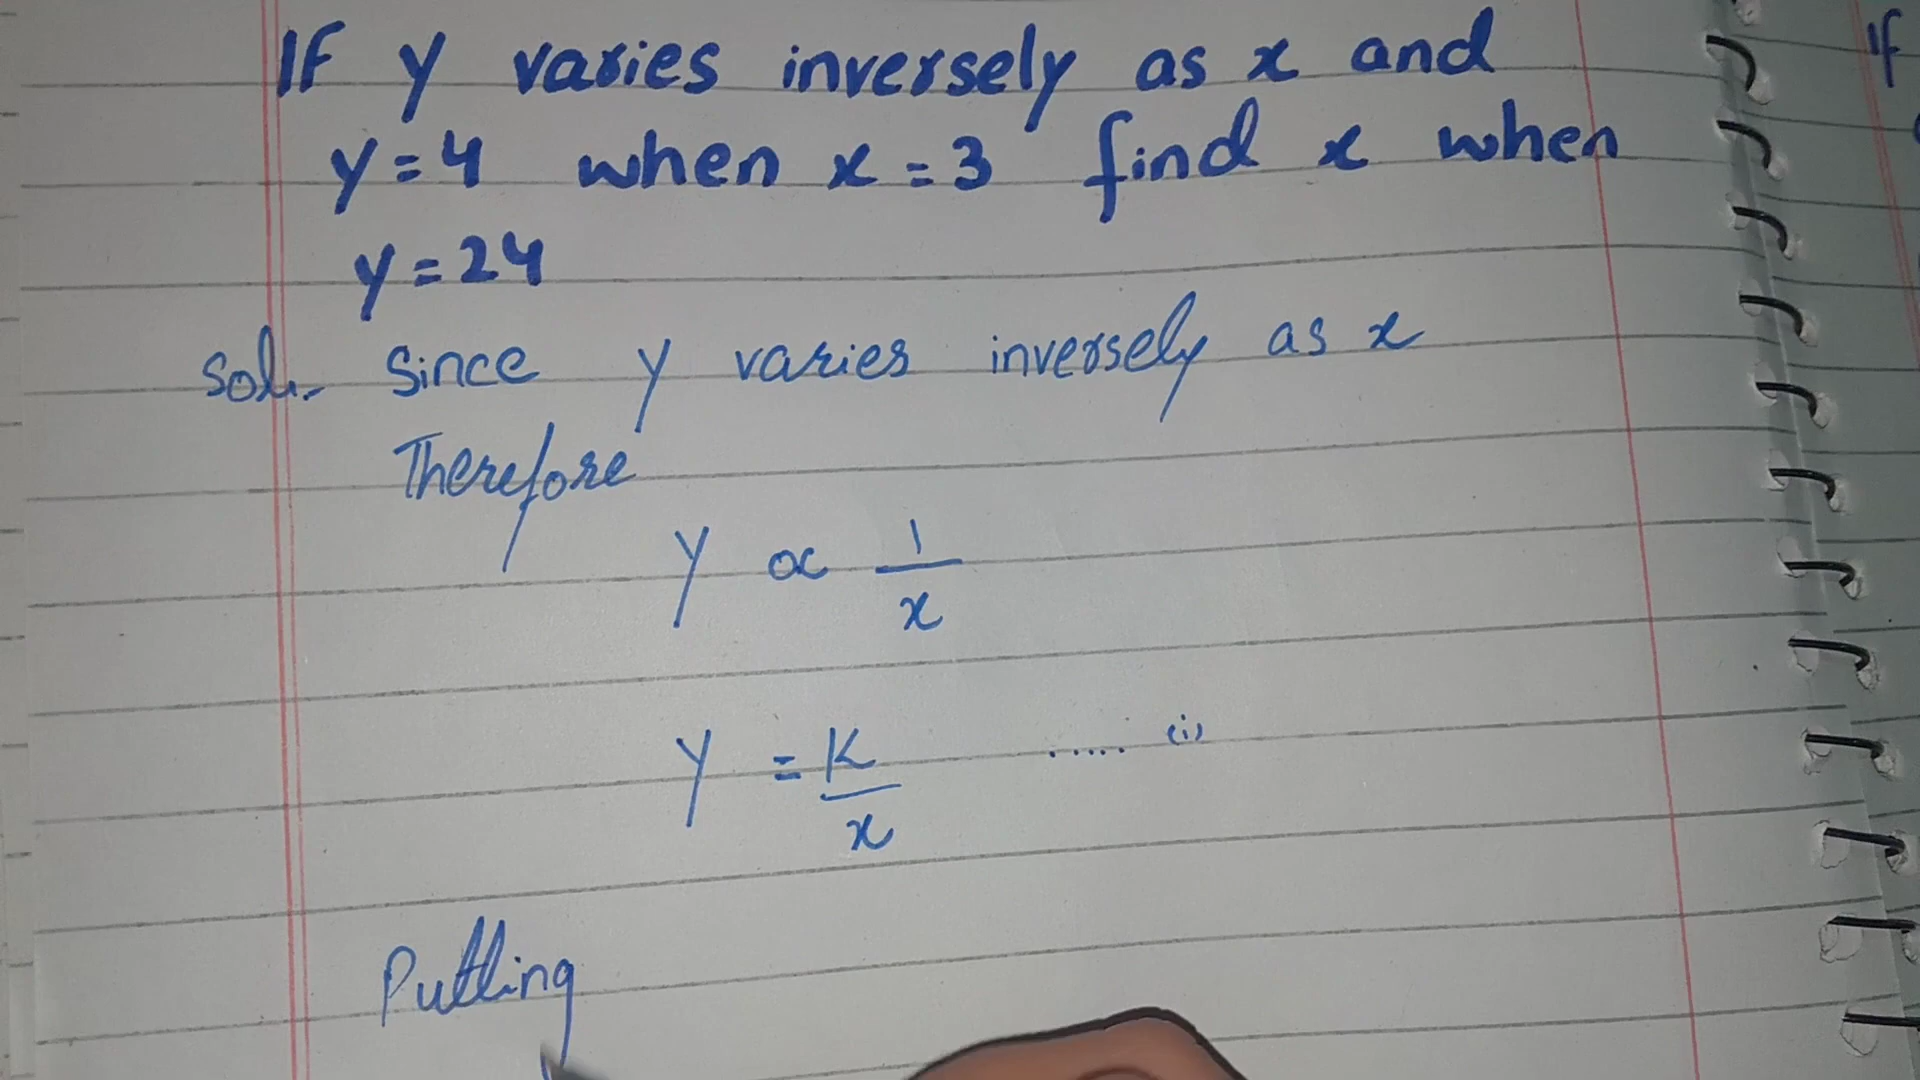 If y varies inversely as x and
y=4 when x=3 find x when
y=24
Sol:- Since y varies inversely as x
Therefore
y ∝ 1/x
y = K/x ..... (i)
Putting
If